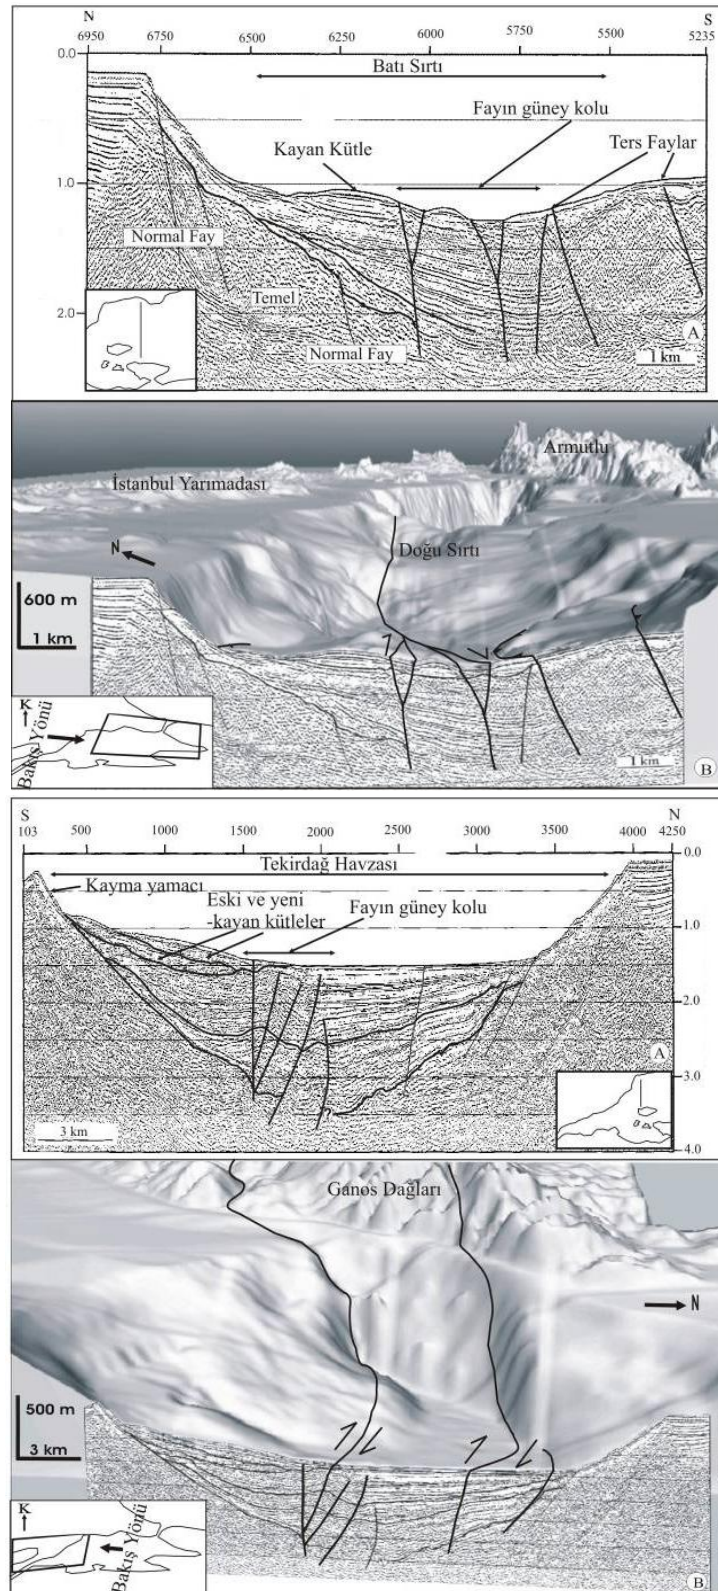 N S
6950 6750 6500 6250 6000 5750 5500 5235
0.0
Batı Sırtı
Fayın güney kolu
Kayan Kütle
Ters Faylar
1.0
Normal Fay
Temel
2.0
Normal Fay
A
1 km
Armutlu
İstanbul Yarımadası
N
Doğu Sırtı
600 m
1 km
K
Bakış Yönü
1 km
B
S N
103 500 1000 1500 2000 2500 3000 3500 4000 4250
0.0
Tekirdağ Havzası
Kayma yamacı
Eski ve yeni
-kayan kütleler
Fayın güney kolu
1.0
2.0
A
3.0
3 km
4.0
Ganos Dağları
N
500 m
3 km
K
Bakış Yönü
B